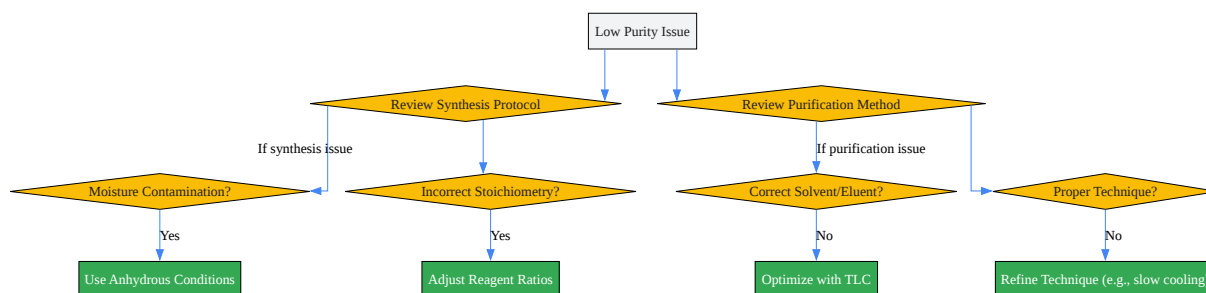 Low Purity Issue
Review Synthesis Protocol
Review Purification Method
If synthesis issue
If purification issue
Moisture Contamination?
Incorrect Stoichiometry?
Correct Solvent/Eluent?
Proper Technique?
Yes
Yes
No
No
Use Anhydrous Conditions
Adjust Reagent Ratios
Optimize with TLC
Refine Technique (e.g., slow cooling)